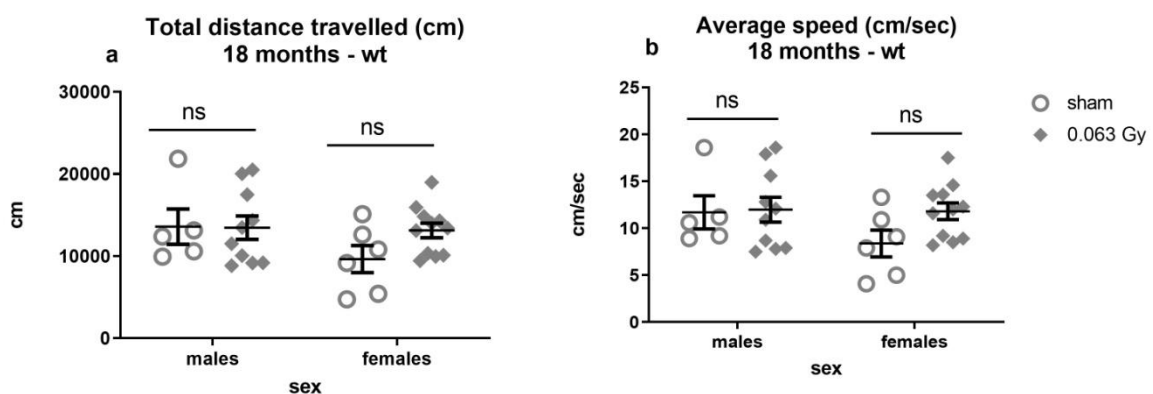 a
Total distance travelled (cm)
18 months - wt
30000
20000
10000
0
cm
ns
ns
males
females
sex
b
Average speed (cm/sec)
18 months - wt
25
20
15
10
5
0
cm/sec
ns
ns
males
females
sex
sham
0.063 Gy